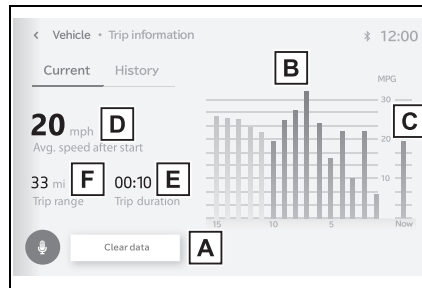 < Vehicle • Trip information 12:00
Current History
B
MPG
30
20 mph D
C
Avg. speed after start
20
33 mi F 00:10 E
Trip range Trip duration
10
15 10 5 Now
Clear data A